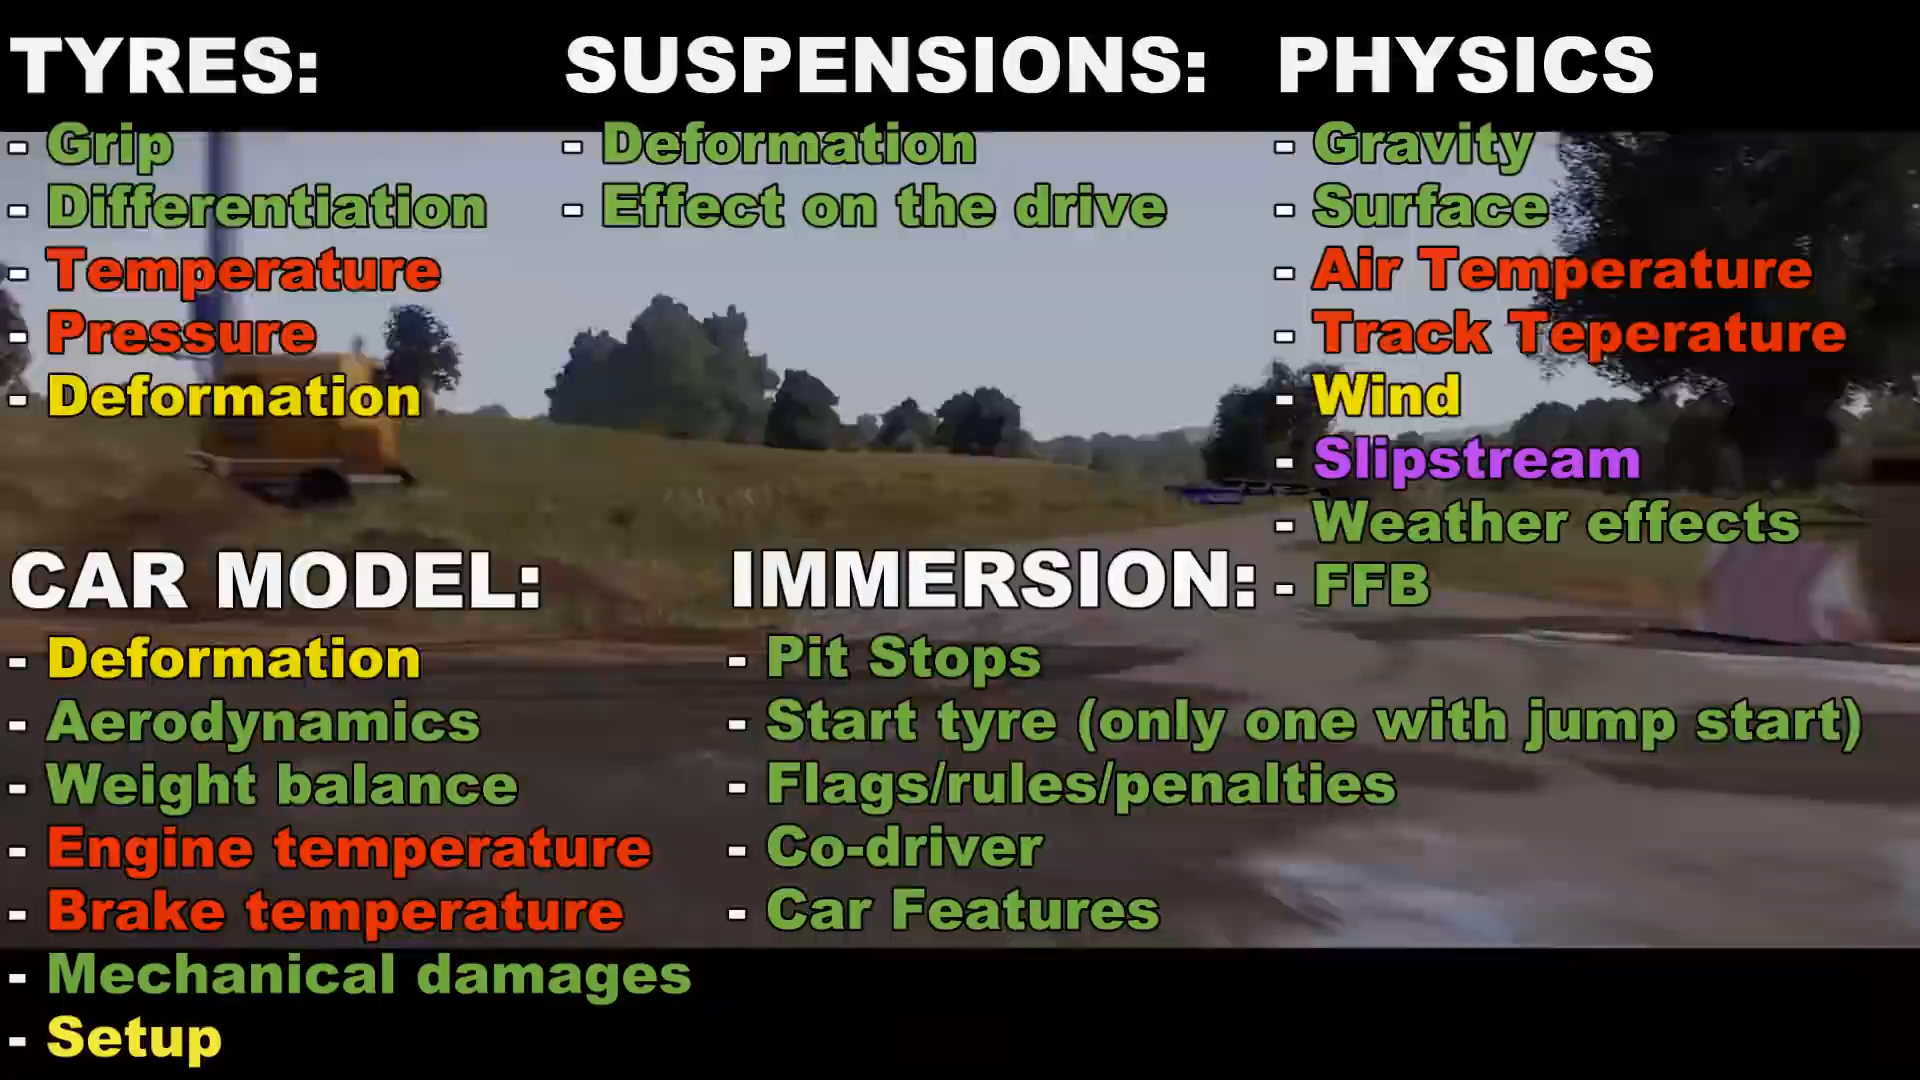 TYRES:
- Grip
- Differentiation
- Temperature
- Pressure
- Deformation
SUSPENSIONS:
- Deformation
- Effect on the drive
PHYSICS
- Gravity
- Surface
- Air Temperature
- Track Teperature
- Wind
- Slipstream
- Weather effects
- FFB
CAR MODEL:
- Deformation
- Aerodynamics
- Weight balance
- Engine temperature
- Brake temperature
- Mechanical damages
- Setup
IMMERSION:
- Pit Stops
- Start tyre (only one with jump start)
- Flags/rules/penalties
- Co-driver
- Car Features